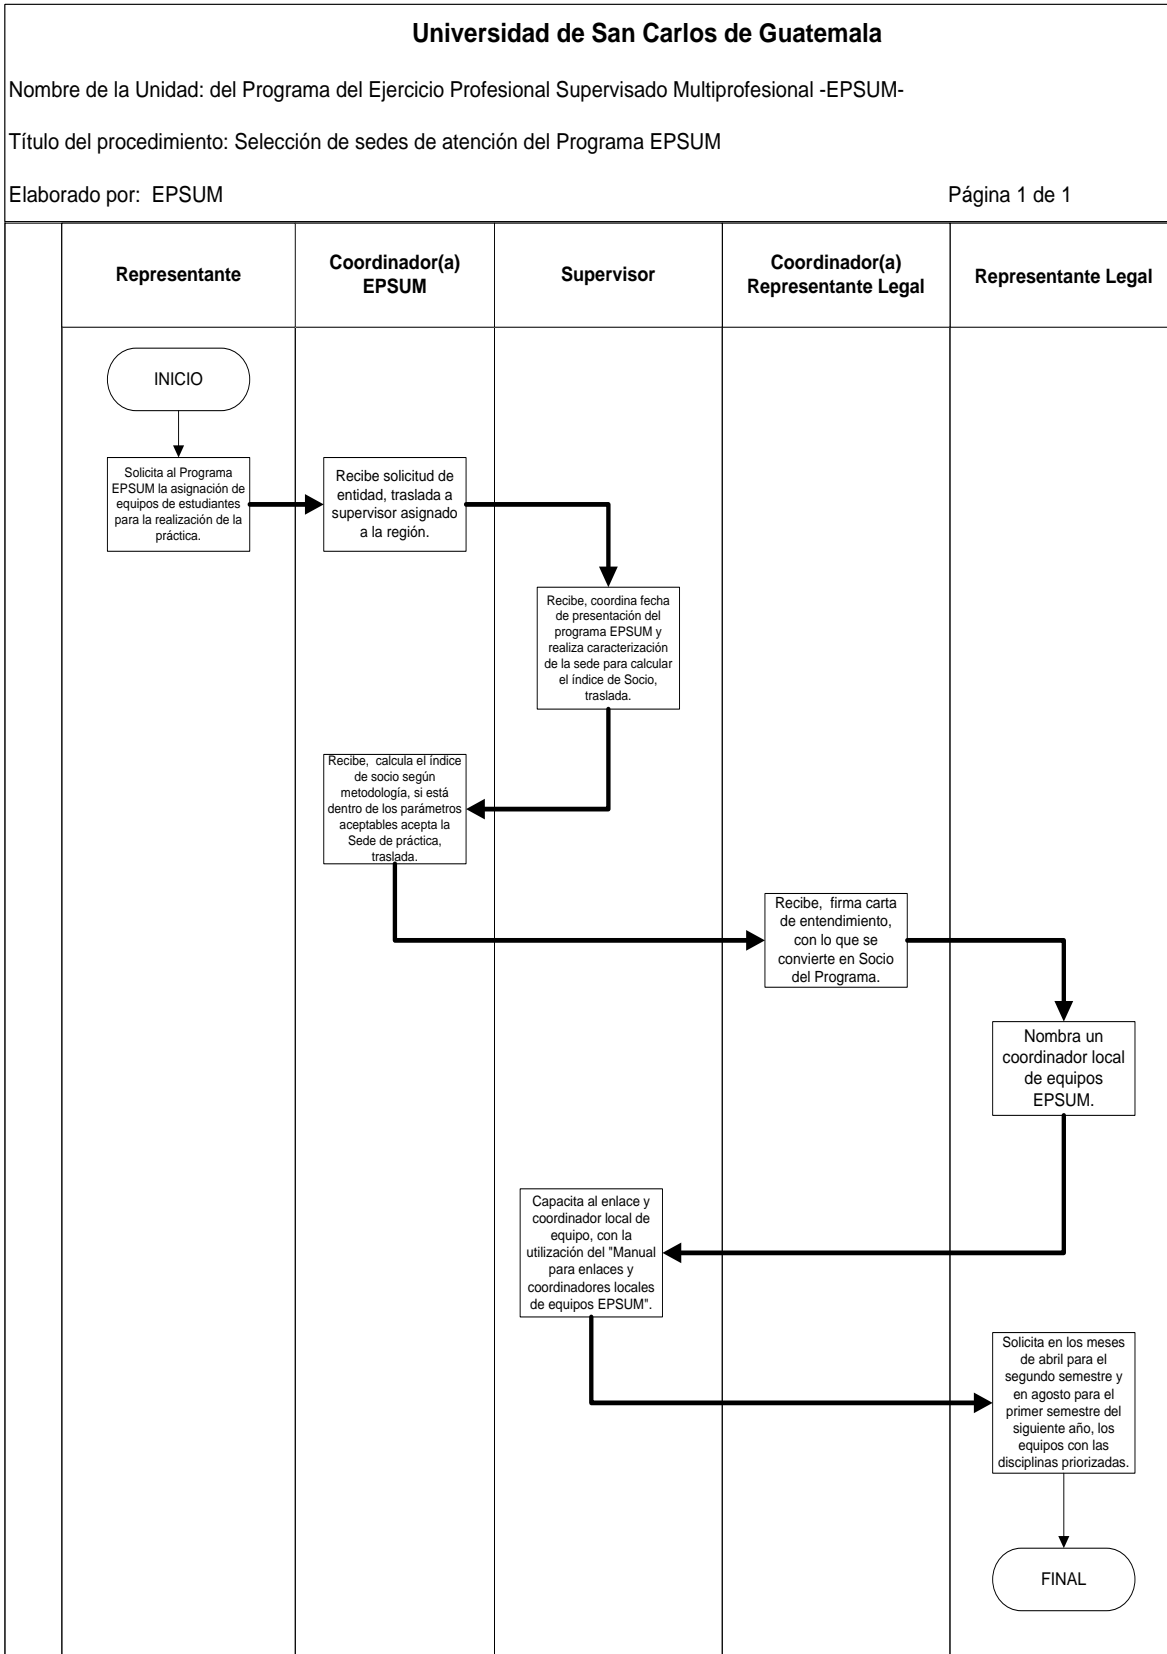 Universidad de San Carlos de Guatemala
Nombre de la Unidad: del Programa del Ejercicio Profesional Supervisado Multiprofesional -EPSUM-
Título del procedimiento: Selección de sedes de atención del Programa EPSUM
Elaborado por: EPSUM
Página 1 de 1
Representante
Coordinador(a)
EPSUM
Supervisor
Coordinador(a)
Representante Legal
Representante Legal
INICIO
Solicita al Programa
EPSUM la asignación de
equipos de estudiantes
para la realización de la
práctica.
Recibe solicitud de
entidad, traslada a
supervisor asignado
a la región.
Recibe, coordina fecha
de presentación del
programa EPSUM y
realiza caracterización
de la sede para calcular
el índice de Socio,
traslada.
Recibe, calcula el índice
de socio según
metodología, si está
dentro de los parámetros
aceptables acepta la
Sede de práctica,
traslada.
Recibe, firma carta
de entendimiento,
con lo que se
convierte en Socio
del Programa.
Nombra un
coordinador local
de equipos
EPSUM.
Capacita al enlace y
coordinador local de
equipo, con la
utilización del "Manual
para enlaces y
coordinadores locales
de equipos EPSUM".
Solicita en los meses
de abril para el
segundo semestre y
en agosto para el
primer semestre del
siguiente año, los
equipos con las
disciplinas priorizadas.
FINAL